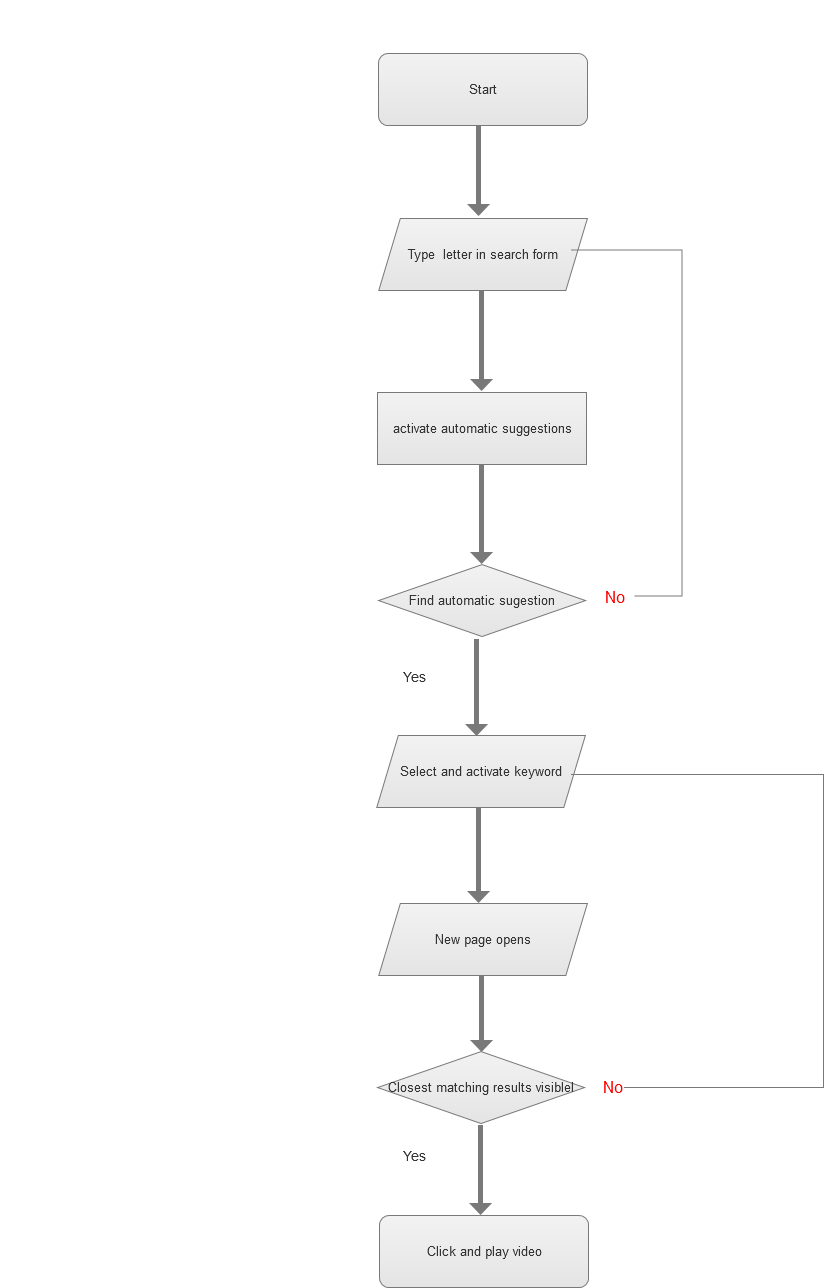 Start
Type  letter in search form
activate automatic suggestions
Find automatic sugestion
No
Yes
Select and activate keyword
New page opens
Closest matching results visiblel
No
Yes
Click and play video